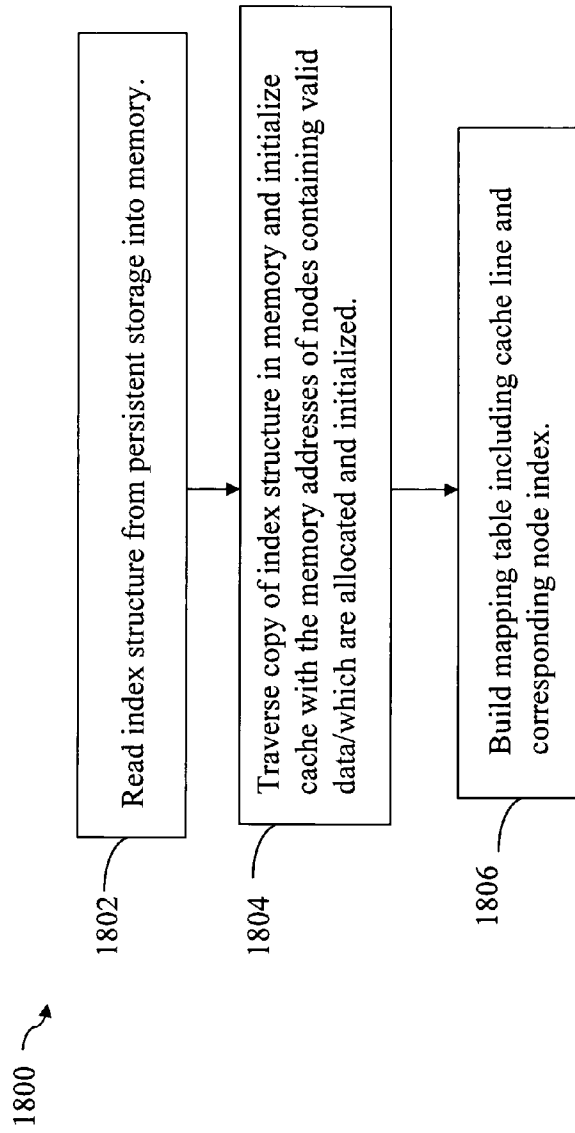 1800
1802
Read index structure from persistent storage into memory.
1804
Traverse copy of index structure in memory and initialize
cache with the memory addresses of nodes containing valid
data/which are allocated and initialized.
1806
Build mapping table including cache line and
corresponding node index.